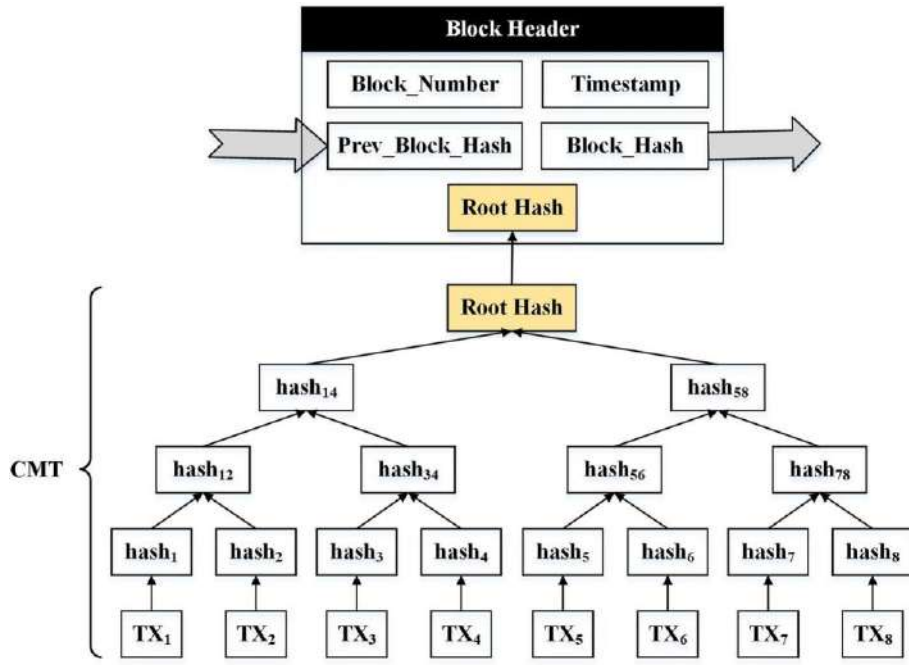 Block Header
Block_Number Timestamp
Prev_Block_Hash Block_Hash
Root Hash
Root Hash
hash₁₄ hash₅₈
CMT
hash₁₂ hash₃₄ hash₅₆ hash₇₈
hash₁ hash₂ hash₃ hash₄ hash₅ hash₆ hash₇ hash₈
TX₁ TX₂ TX₃ TX₄ TX₅ TX₆ TX₇ TX₈